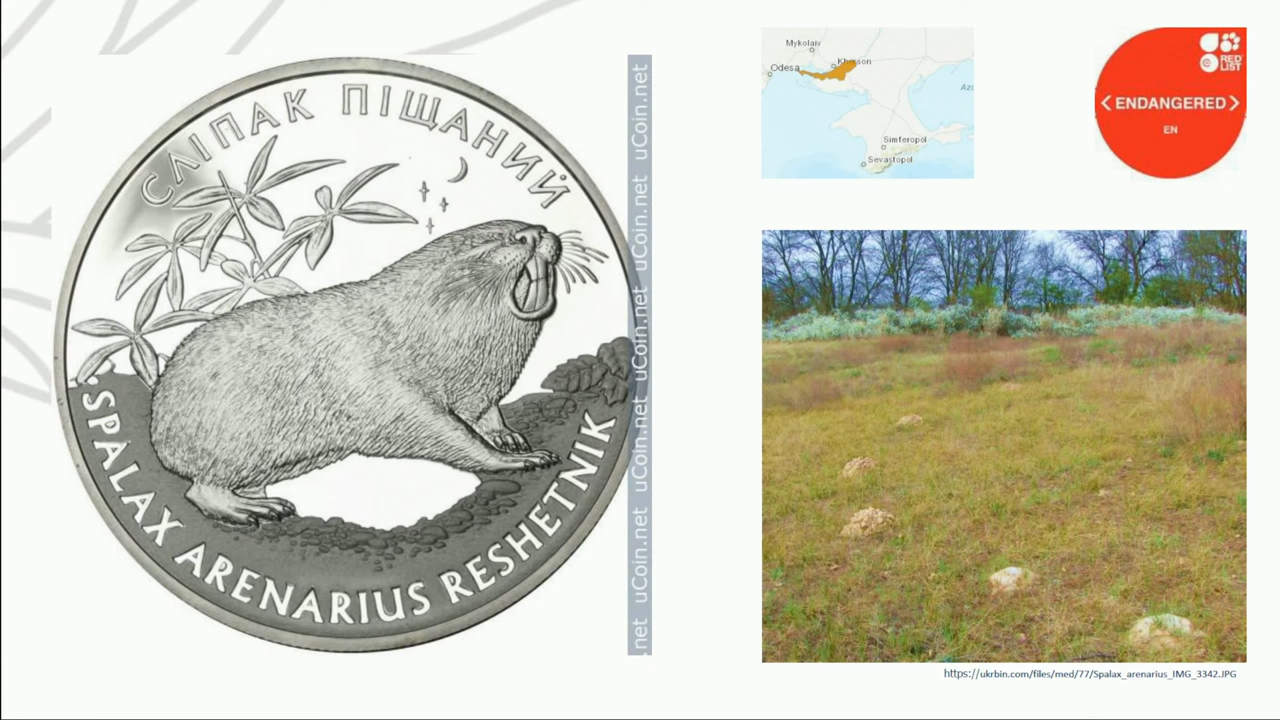 СЛІПАК ПІЩАНИЙ
SPALAX ARENARIUS RESHETNIK
.net uCoin.net uCoin.net uCoin.net uCoin.net
Mykolaiv
Odesa
Kherson
Simferopol
Sevastopol
RED
LIST
< ENDANGERED >
EN
https://ukrbin.com/files/med/77/Spalax_arenarius_IMG_3342.JPG